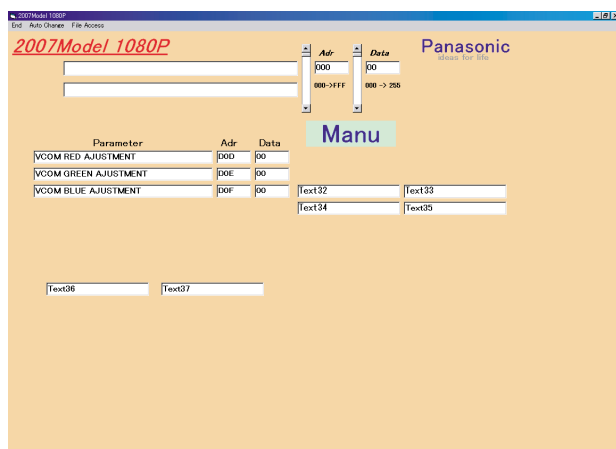 2007Model 1080P
End Auto Change File Access
2007Model 1080P
Adr Data
000 00
000->FFF 000 -> 255
Panasonic
ideas for life
Manu
Parameter Adr Data
VCOM RED AJUSTMENT D0D 00
VCOM GREEN AJUSTMENT D0E 00
VCOM BLUE AJUSTMENT D0F 00
Text32 Text33
Text34 Text35
Text36 Text37